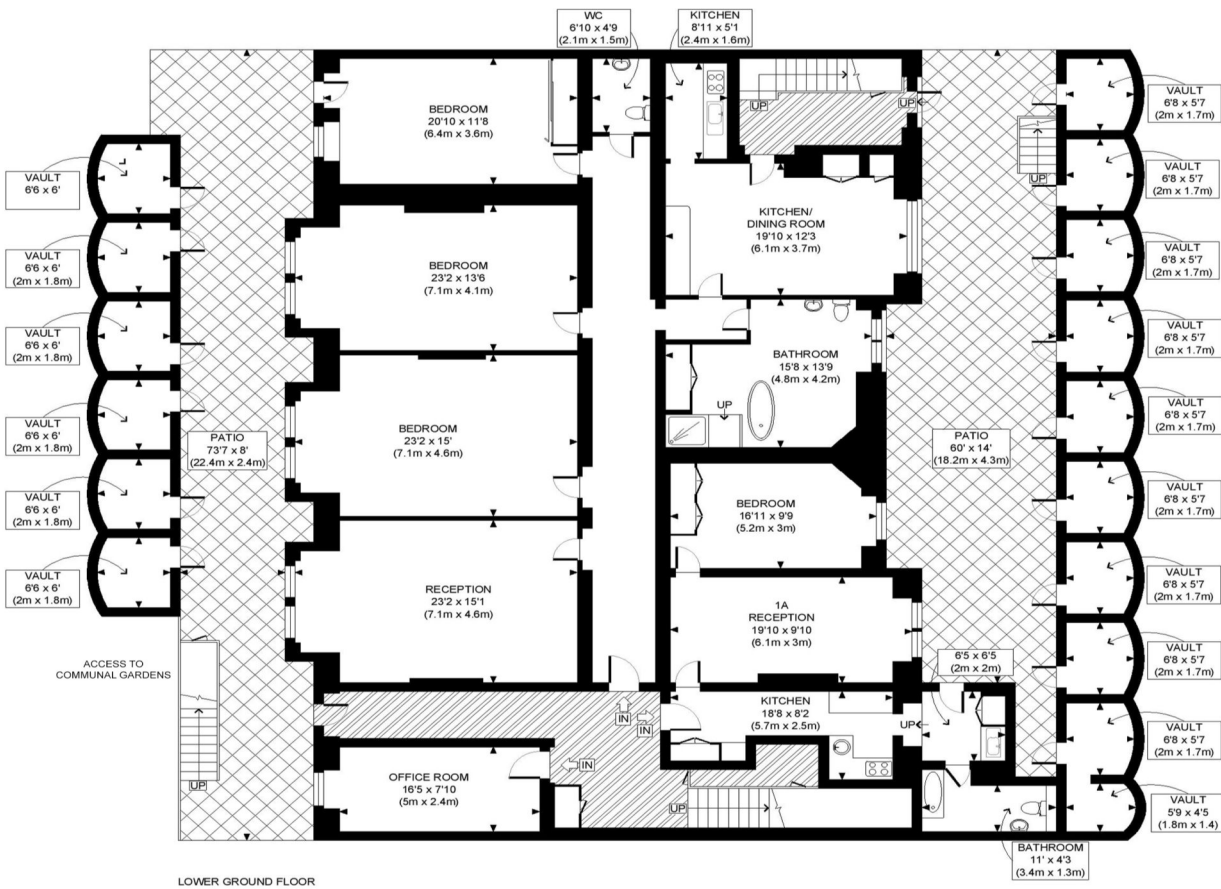 WC
6'10 x 4'9
(2.1m x 1.5m)
KITCHEN
8'11 x 5'1
(2.4m x 1.6m)
BEDROOM
20'10 x 11'8
(6.4m x 3.6m)
UP
UP
VAULT
6'8 x 5'7
(2m x 1.7m)
UP
VAULT
6'8 x 5'7
(2m x 1.7m)
VAULT
6'6 x 6'
KITCHEN/
DINING ROOM
19'10 x 12'3
(6.1m x 3.7m)
VAULT
6'8 x 5'7
(2m x 1.7m)
VAULT
6'6 x 6'
(2m x 1.8m)
BEDROOM
23'2 x 13'6
(7.1m x 4.1m)
VAULT
6'6 x 6'
(2m x 1.8m)
BATHROOM
15'8 x 13'9
(4.8m x 4.2m)
UP
VAULT
6'8 x 5'7
(2m x 1.7m)
VAULT
6'6 x 6'
(2m x 1.8m)
VAULT
6'8 x 5'7
(2m x 1.7m)
PATIO
73'7 x 8'
(22.4m x 2.4m)
BEDROOM
23'2 x 15'
(7.1m x 4.6m)
PATIO
60' x 14'
(18.2m x 4.3m)
VAULT
6'6 x 6'
(2m x 1.8m)
BEDROOM
16'11 x 9'9
(5.2m x 3m)
VAULT
6'8 x 5'7
(2m x 1.7m)
VAULT
6'6 x 6'
(2m x 1.8m)
RECEPTION
23'2 x 15'1
(7.1m x 4.6m)
1A
RECEPTION
19'10 x 9'10
(6.1m x 3m)
VAULT
6'8 x 5'7
(2m x 1.7m)
ACCESS TO
COMMUNAL GARDENS
6'5 x 6'5
(2m x 2m)
VAULT
6'8 x 5'7
(2m x 1.7m)
KITCHEN
18'8 x 8'2
(5.7m x 2.5m)
IN
IN
UP
VAULT
6'8 x 5'7
(2m x 1.7m)
IN
UP
OFFICE ROOM
16'5 x 7'10
(5m x 2.4m)
UP
VAULT
5'9 x 4'5
(1.8m x 1.4)
BATHROOM
11' x 4'3
(3.4m x 1.3m)
LOWER GROUND FLOOR